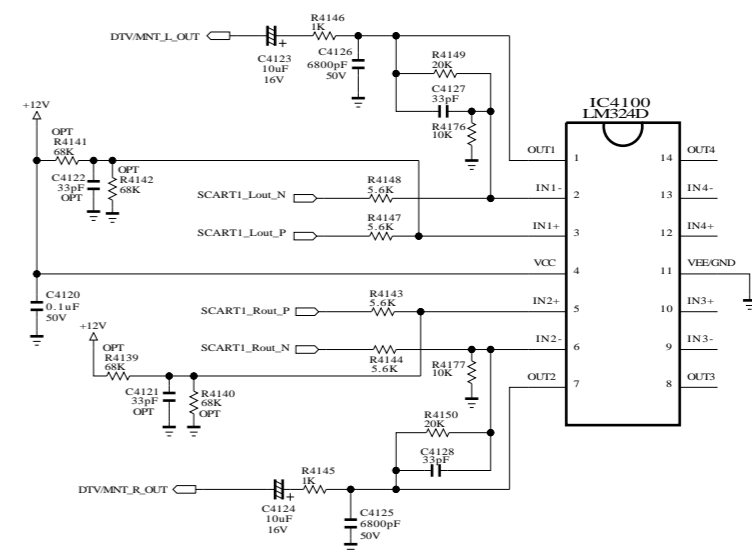 DTV/MNT_L_OUT
C4123
10uF
16V
R4146
1K
C4126
6800pF
50V
R4149
20K
C4127
33pF
R4176
10K
IC4100
LM324D
+12V
OPT
R4141
68K
C4122
33pF
OPT
OPT
R4142
68K
SCART1_Lout_N
R4148
5.6K
SCART1_Lout_P
R4147
5.6K
OUT1
1
14
OUT4
IN1-
2
13
IN4-
IN1+
3
12
IN4+
VCC
4
11
VEE/GND
IN2+
5
10
IN3+
IN2-
6
9
IN3-
OUT2
7
8
OUT3
C4120
0.1uF
50V
+12V
SCART1_Rout_P
R4143
5.6K
SCART1_Rout_N
R4144
5.6K
R4177
10K
OPT
R4139
68K
C4121
33pF
OPT
R4140
68K
OPT
R4150
20K
C4128
33pF
DTV/MNT_R_OUT
C4124
10uF
16V
R4145
1K
C4125
6800pF
50V